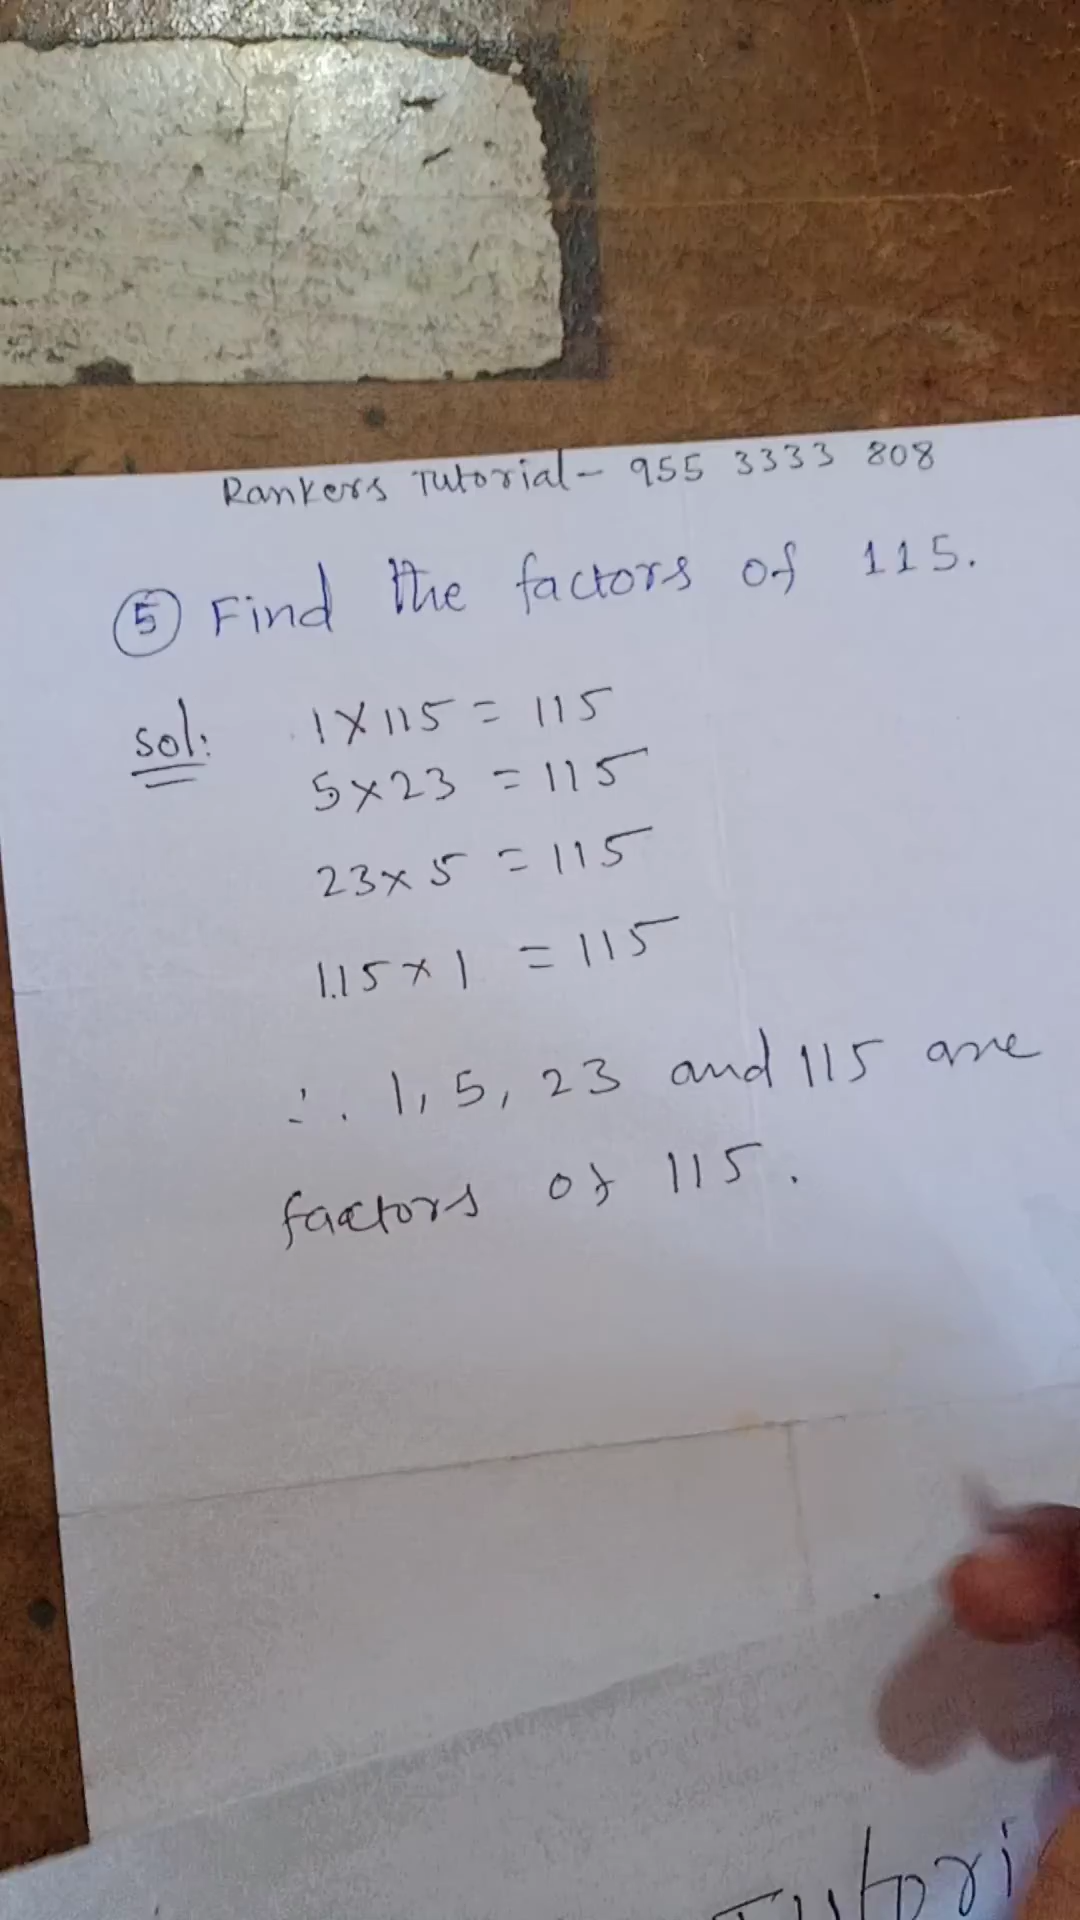 Rankers Tutorial - 955 3333 808
5 Find the factors of 115.
Sol: 1 × 115 = 115
5 × 23 = 115
23 × 5 = 115
115 × 1 = 115
∴ 1, 5, 23 and 115 are
factors of 115.
Tutori